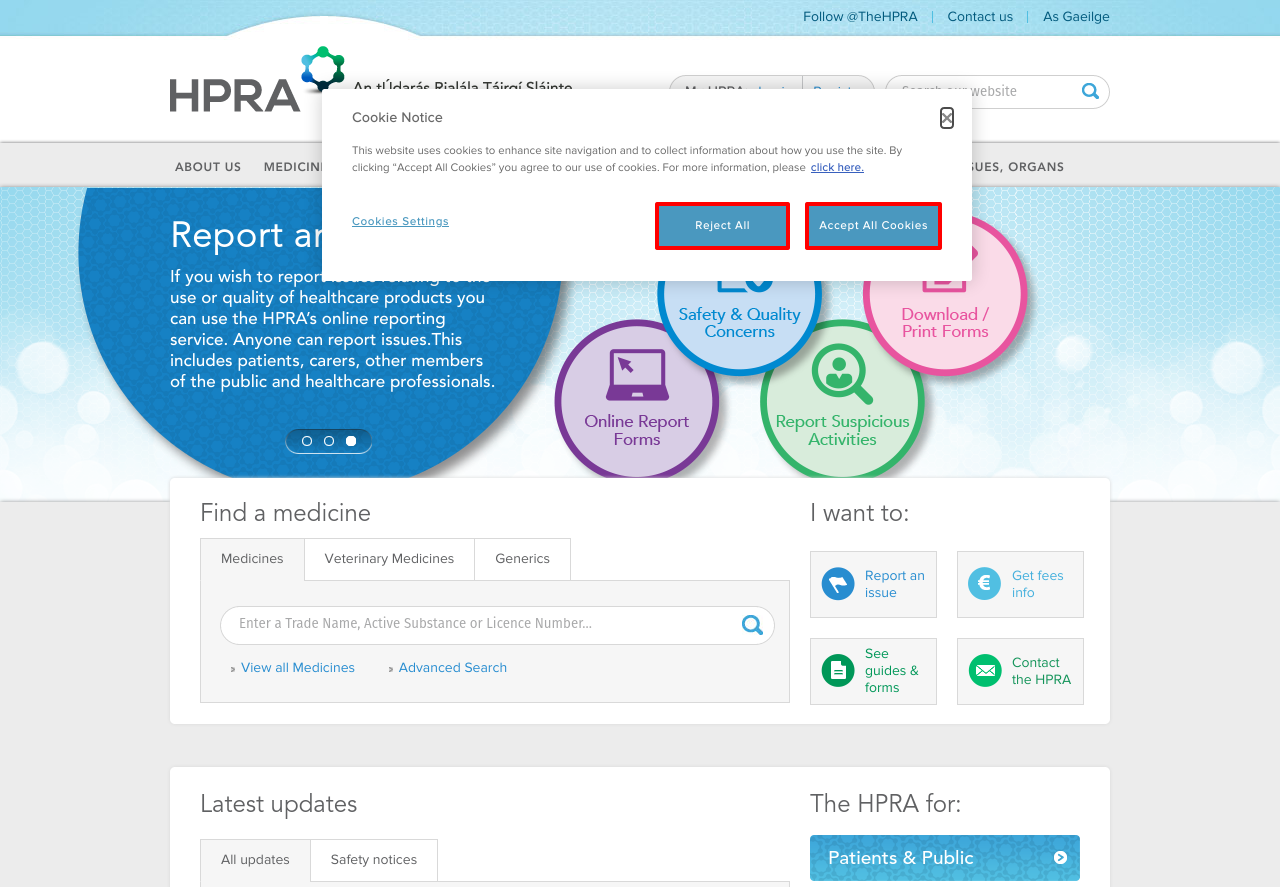 Follow @TheHPRA
Contact us
As Gaeilge
HPRA
An tÚdarás Rialála Táirgí Sláinte
Search our website
Cookie Notice
This website uses cookies to enhance site navigation and to collect information about how you use the site. By
clicking “Accept All Cookies” you agree to our use of cookies. For more information, please click here.
Cookies Settings
Reject All
Accept All Cookies
ABOUT US
ORGANS
Report
If you wish to report issues relating to the
use or quality of healthcare products you
can use the HPRA’s online reporting
service. Anyone can report issues.This
includes patients, carers, other members
of the public and healthcare professionals.
Safety & Quality
Concerns
Download /
Print Forms
Online Report
Forms
Report Suspicious
Activities
Find a medicine
Medicines
Veterinary Medicines
Generics
Enter a Trade Name, Active Substance or Licence Number...
» View all Medicines
» Advanced Search
I want to:
Report an
issue
€
Get fees
info
See
guides &
forms
Contact
the HPRA
Latest updates
All updates
Safety notices
The HPRA for:
Patients & Public